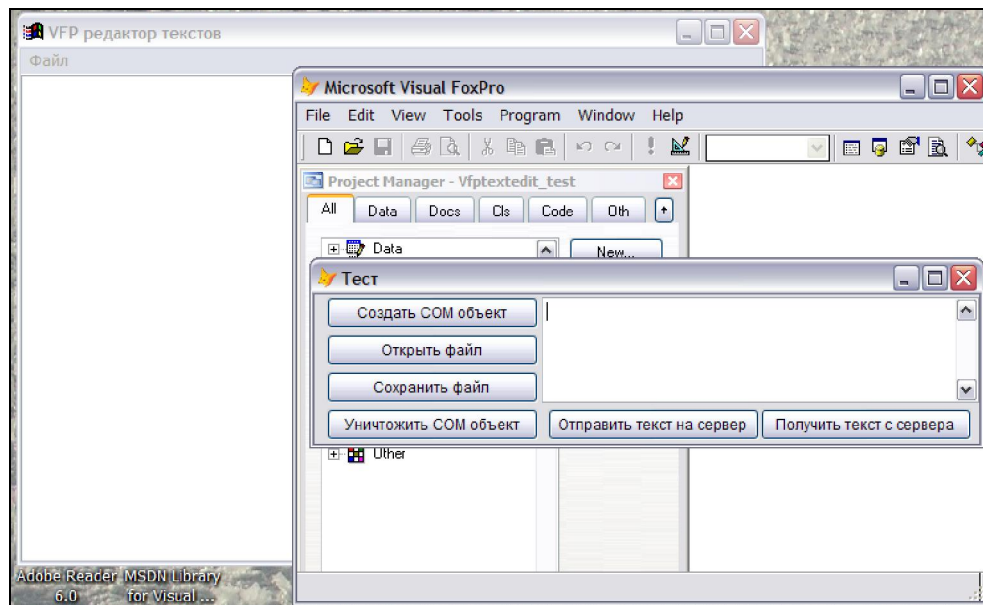 VFP редактор текстов
Файл
Microsoft Visual FoxPro
File Edit View Tools Program Window Help
Project Manager - Vfptextedit_test
All Data Docs Cls Code Oth
Data
New...
Тест
Создать COM объект
Открыть файл
Сохранить файл
Уничтожить COM объект Отправить текст на сервер Получить текст с сервера
Other
Adobe Reader MSDN Library
6.0 for Visual ...